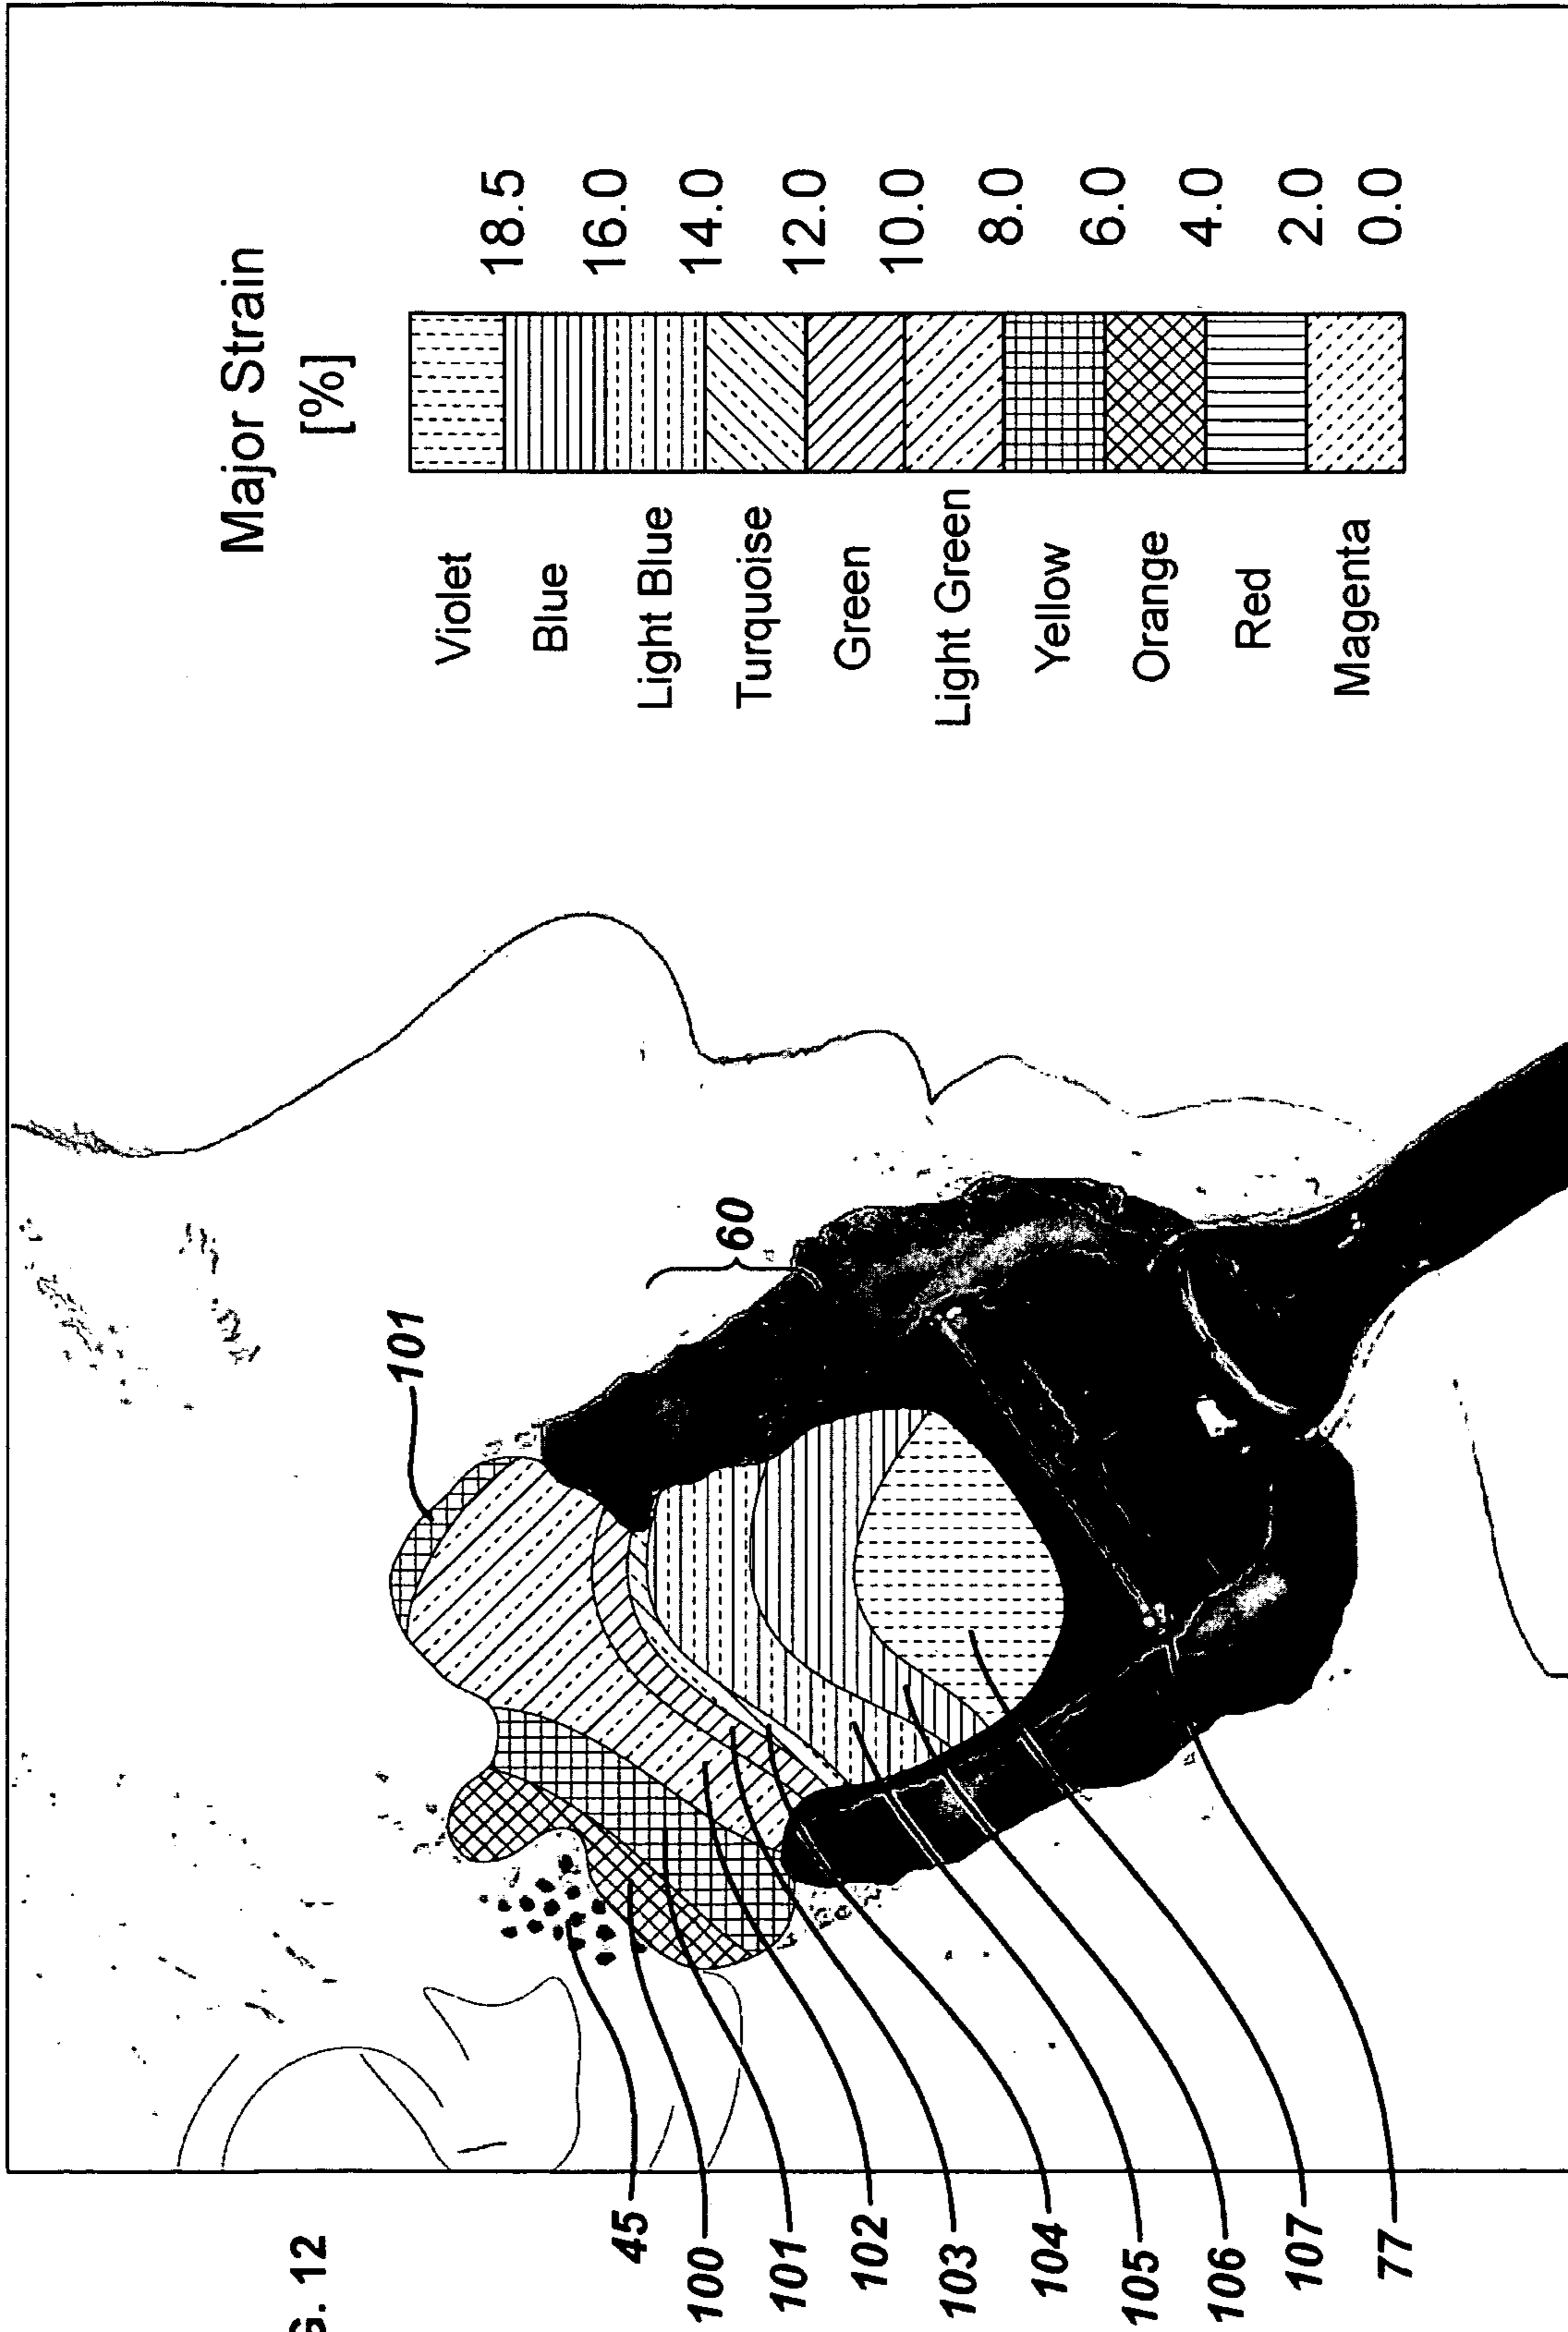 G. 12
Major Strain
[%]
Violet
Blue
Light Blue
Turquoise
Green
Light Green
Yellow
Orange
Red
Magenta
18.5
16.0
14.0
12.0
10.0
8.0
6.0
4.0
2.0
0.0
101
60
45
100
101
102
103
104
105
106
107
77